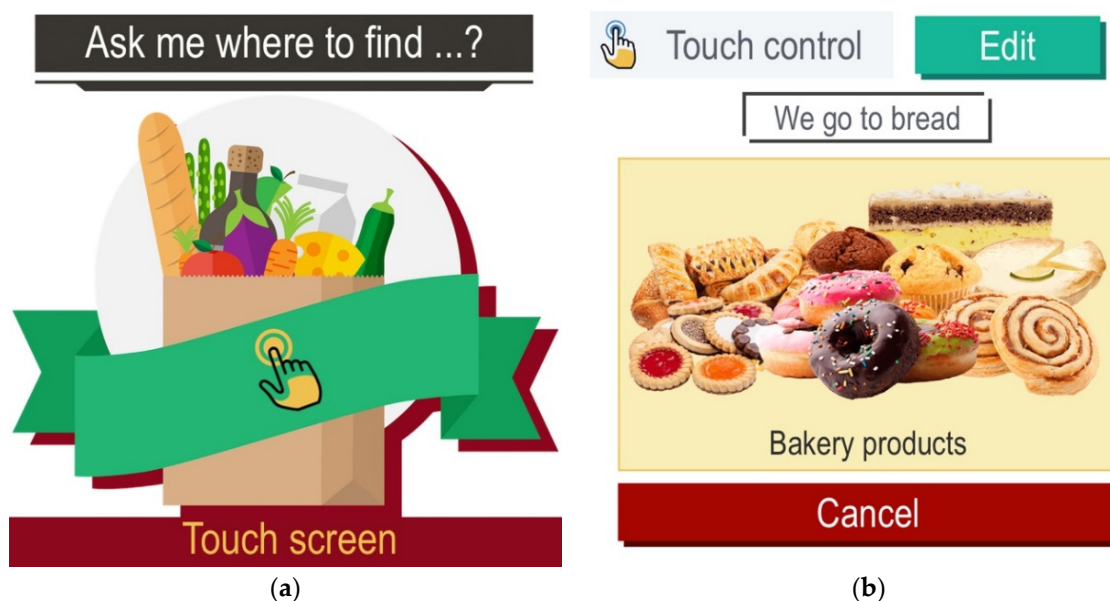 Ask me where to find ...?
Touch screen
(a)
Touch control
Edit
We go to bread
Bakery products
Cancel
(b)